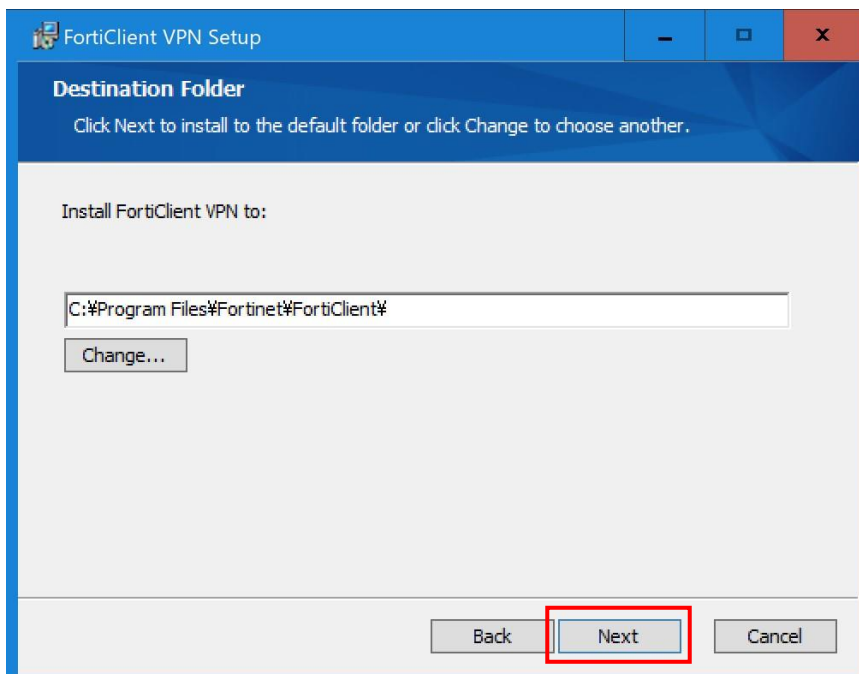 FortiClient VPN Setup
Destination Folder
Click Next to install to the default folder or click Change to choose another.
Install FortiClient VPN to:
C:¥Program Files¥Fortinet¥FortiClient¥
Change...
Back Next Cancel